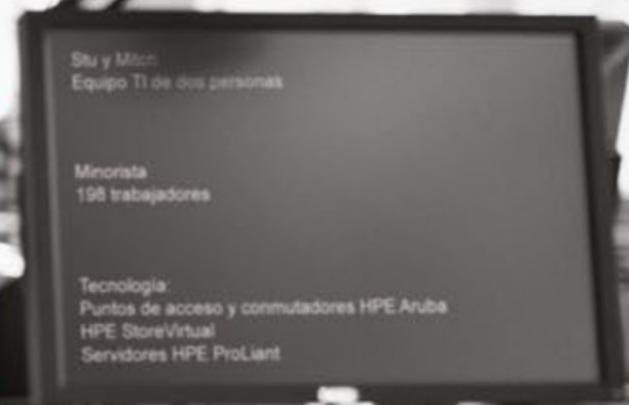 Stu y Mitch
Equipo TI de dos personas
Minorista
198 trabajadores
Tecnología:
Puntos de acceso y conmutadores HPE Aruba
HPE StoreVirtual
Servidores HPE ProLiant